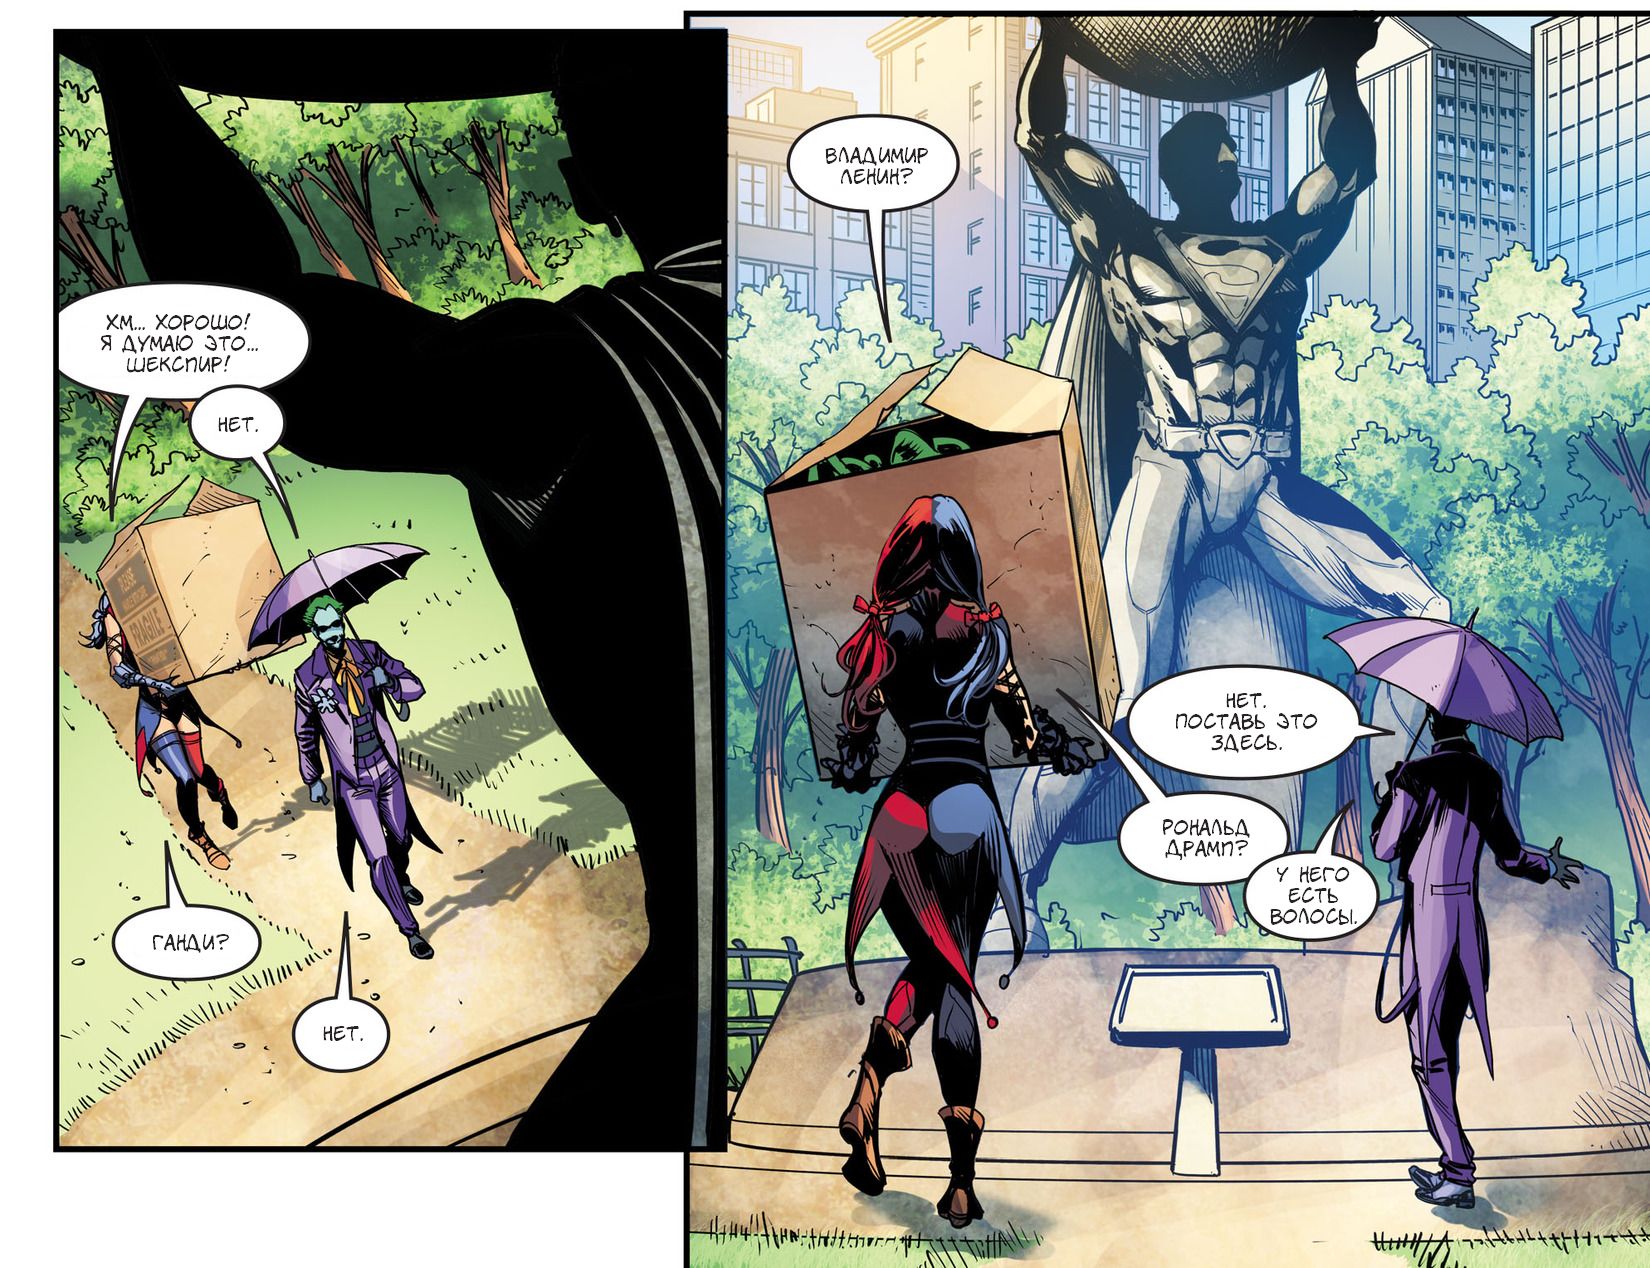 ХМ... ХОРОШО!
Я ДУМАЮ ЭТО...
ШЕКСПИР!
НЕТ.
ГАНДИ?
НЕТ.
FRAGILE
ВЛАДИМИР
ЛЕНИН?
НЕТ.
ПОСТАВЬ ЭТО
ЗДЕСЬ.
РОНАЛЬД
ДРАМП?
У НЕГО
ЕСТЬ
ВОЛОСЫ.